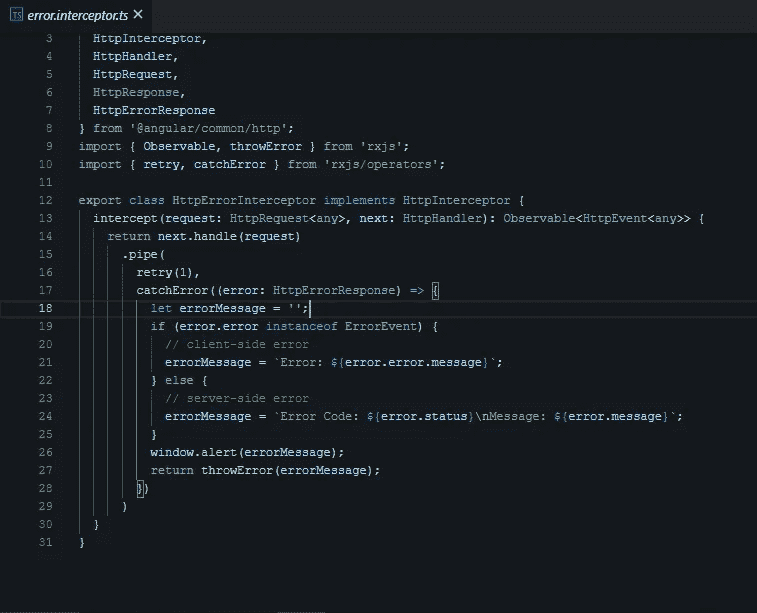 TS error.interceptor.ts ×
3 HttpInterceptor,
4 HttpHandler,
5 HttpRequest,
6 HttpResponse,
7 HttpErrorResponse
8 } from '@angular/common/http';
9 import { Observable, throwError } from 'rxjs';
10 import { retry, catchError } from 'rxjs/operators';
11
12 export class HttpErrorInterceptor implements HttpInterceptor {
13 intercept(request: HttpRequest<any>, next: HttpHandler): Observable<HttpEvent<any>> {
14 return next.handle(request)
15 .pipe(
16 retry(1),
17 catchError((error: HttpErrorResponse) => {
18 let errorMessage = '';
19 if (error.error instanceof ErrorEvent) {
20 // client-side error
21 errorMessage = `Error: ${error.error.message}`;
22 } else {
23 // server-side error
24 errorMessage = `Error Code: ${error.status}\nMessage: ${error.message}`;
25 }
26 window.alert(errorMessage);
27 return throwError(errorMessage);
28 })
29 )
30 }
31 }